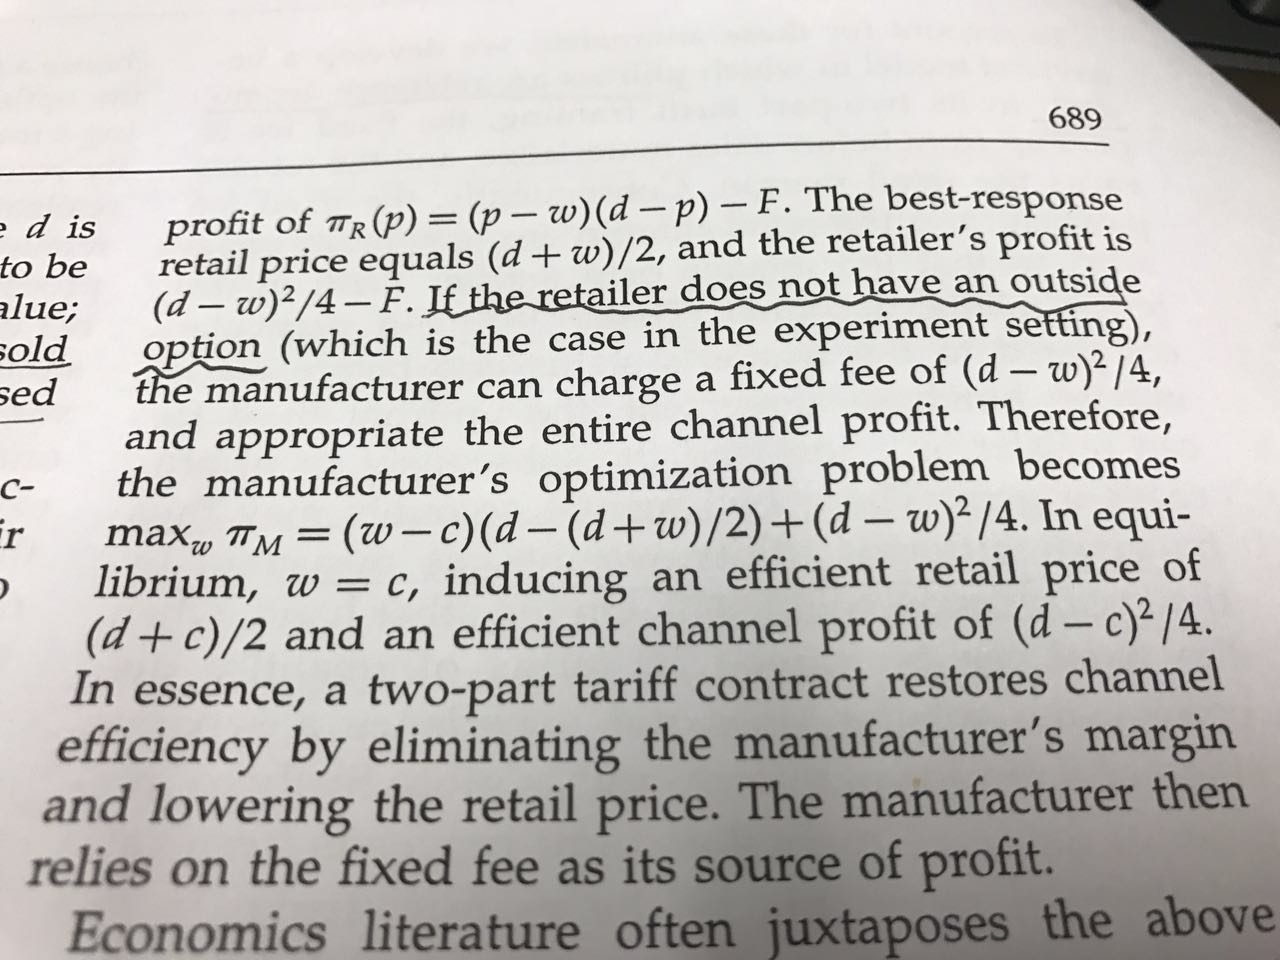 689
d is
to be
sold
profit of π_R(p) = (p − w)(d − p) − F. The best-response
retail price equals (d + w)/2, and the retailer's profit is
(d − w)²/4 − F. If the retailer does not have an outside
option (which is the case in the experiment setting),
the manufacturer can charge a fixed fee of (d − w)²/4,
and appropriate the entire channel profit. Therefore,
the manufacturer's optimization problem becomes
max_w π_M = (w − c)(d − (d + w)/2) + (d − w)²/4. In equi-
librium, w = c, inducing an efficient retail price of
(d + c)/2 and an efficient channel profit of (d − c)²/4.
In essence, a two-part tariff contract restores channel
efficiency by eliminating the manufacturer's margin
and lowering the retail price. The manufacturer then
relies on the fixed fee as its source of profit.
Economics literature often juxtaposes the above